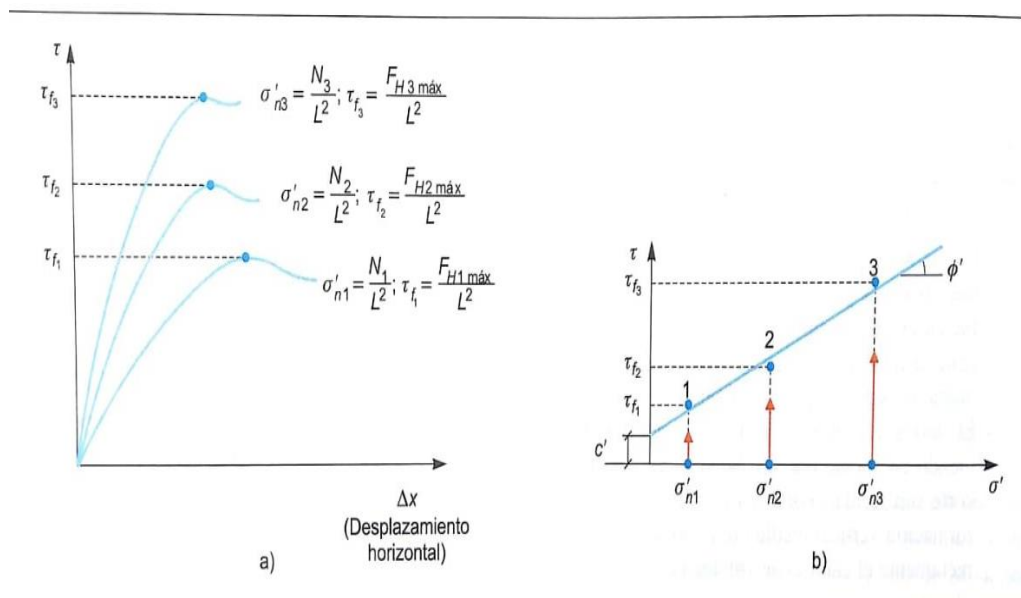 τ
τf₃
σ'n3 = N₃/L²; τf₃ = FH3 máx/L²
τf₂
σ'n2 = N₂/L²; τf₂ = FH2 máx/L²
τf₁
σ'n1 = N₁/L²; τf₁ = FH1 máx/L²
Δx
(Desplazamiento
horizontal)
a)
τ
τf₃
3
ϕ'
τf₂
2
τf₁
1
c'
σ'n1 σ'n2 σ'n3 σ'
b)